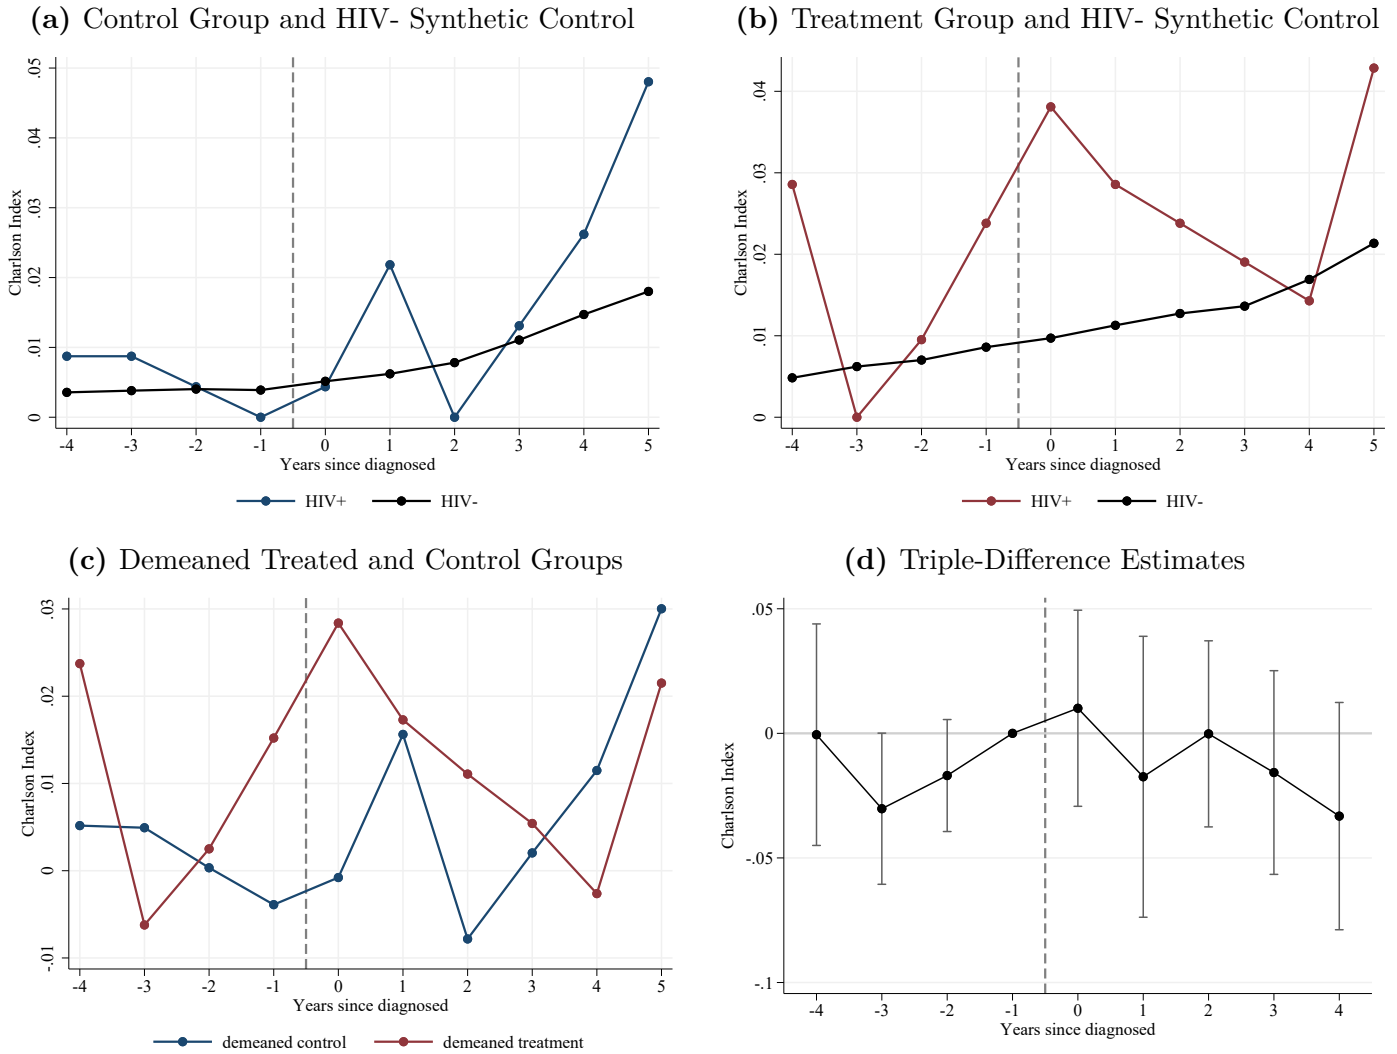 (a) Control Group and HIV- Synthetic Control
Charlson Index
.05
.04
.03
.02
.01
0
-4 -3 -2 -1 0 1 2 3 4 5
Years since diagnosed
HIV+ HIV-
(b) Treatment Group and HIV- Synthetic Control
Charlson Index
.04
.03
.02
.01
0
-4 -3 -2 -1 0 1 2 3 4 5
Years since diagnosed
HIV+ HIV-
(c) Demeaned Treated and Control Groups
Charlson Index
.03
.02
.01
0
-.01
-4 -3 -2 -1 0 1 2 3 4 5
Years since diagnosed
demeaned control demeaned treatment
(d) Triple-Difference Estimates
Charlson Index
.05
0
-.05
-.1
-4 -3 -2 -1 0 1 2 3 4
Years since diagnosed